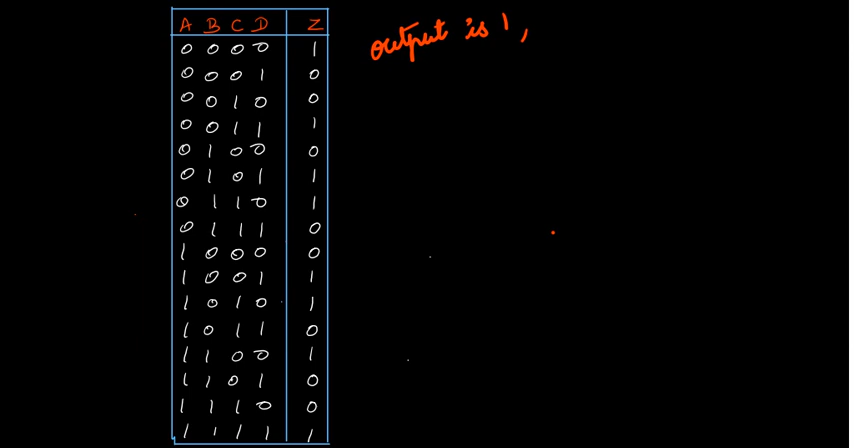 A B C D Z output is 1,
0 0 0 0 1
0 0 0 1 0
0 0 1 0 0
0 0 1 1 1
0 1 0 0 0
0 1 0 1 1
0 1 1 0 1
0 1 1 1 0
1 0 0 0 0
1 0 0 1 1
1 0 1 0 1
1 0 1 1 0
1 1 0 0 1
1 1 0 1 0
1 1 1 0 0
1 1 1 1 1